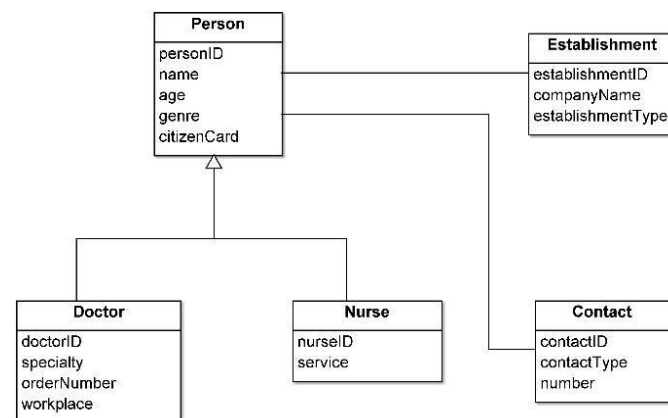 Person
personID
name
age
genre
citizenCard
Establishment
establishmentID
companyName
establishmentType
Doctor
doctorID
specialty
orderNumber
workplace
Nurse
nurseID
service
Contact
contactID
contactType
number